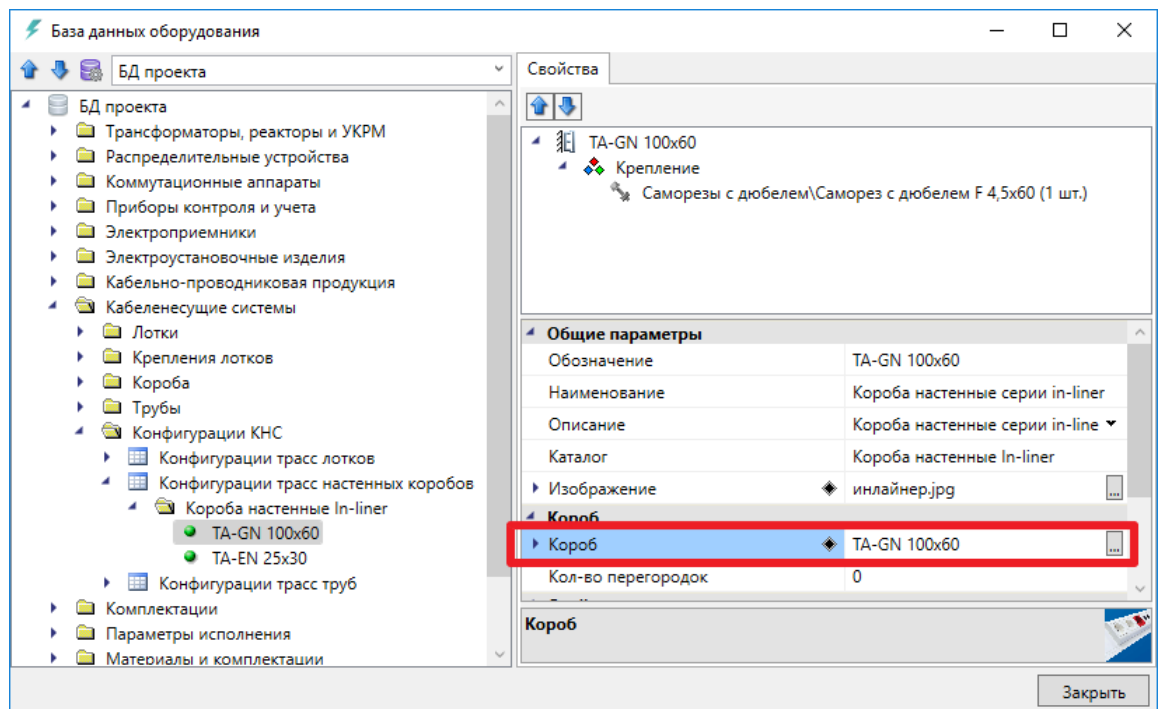 База данных оборудования
БД проекта
БД проекта
Трансформаторы, реакторы и УКРМ
Распределительные устройства
Коммутационные аппараты
Приборы контроля и учета
Электроприемники
Электроустановочные изделия
Кабельно-проводниковая продукция
Кабеленесущие системы
Лотки
Крепления лотков
Короба
Трубы
Конфигурации КНС
Конфигурации трасс лотков
Конфигурации трасс настенных коробов
Короба настенные In-liner
TA-GN 100x60
TA-EN 25x30
Конфигурации трасс труб
Комплектации
Параметры исполнения
Материалы и комплектации
Свойства
TA-GN 100x60
Крепление
Саморезы с дюбелем\Саморез с дюбелем F 4,5x60 (1 шт.)
Общие параметры
Обозначение TA-GN 100x60
Наименование Короба настенные серии in-liner
Описание Короба настенные серии in-line
Каталог Короба настенные In-liner
Изображение инлайнер.jpg ...
Короб
Короб TA-GN 100x60 ...
Кол-во перегородок 0
Короб
Закрыть